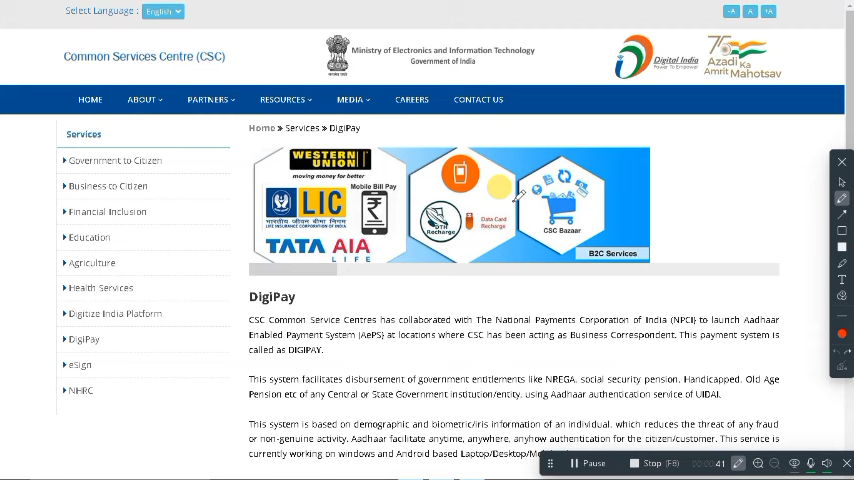 Select Language :
English
-A
A
+A
Common Services Centre (CSC)
Ministry of Electronics and Information Technology
Government of India
Digital India
Power To Empower
75
Azadi Ka
Amrit Mahotsav
HOME
ABOUT
PARTNERS
RESOURCES
MEDIA
CAREERS
CONTACT US
Services
Government to Citizen
Business to Citizen
Financial Inclusion
Education
Agriculture
Health Services
Digitize India Platform
DigiPay
eSign
NHRC
Home » Services » DigiPay
WESTERN UNION
moving money for better
LIC
भारतीय जीवन बीमा निगम
LIFE INSURANCE CORPORATION OF INDIA
Mobile Bill Pay
₹
TATA AIA
LIFE
DTH Recharge
Data Card
Recharge
CSC Bazaar
B2C Services
DigiPay
CSC Common Service Centres has collaborated with The National Payments Corporation of India (NPCI} to launch Aadhaar
Enabled Payment System |AePS} at locations where CSC has been acting as Business Correspondent. This payment system is
called as DIGIPAY.
This system facilitates disbursement of government entitlements like NREGA, social security pension, Handicapped, Old Age
Pension etc of any Central or State Government institution/entity, using Aadhaar authentication service of UIDAI.
This system is based on demographic and biometric/iris information of an individual, which reduces the threat of any fraud
or non-genuine activity. Aadhaar facilitate anytime, anywhere, anyhow authentication for the citizen/customer. This service is
currently working on windows and Android based Laptop/Desktop/
Pause
Stop (F8)
41